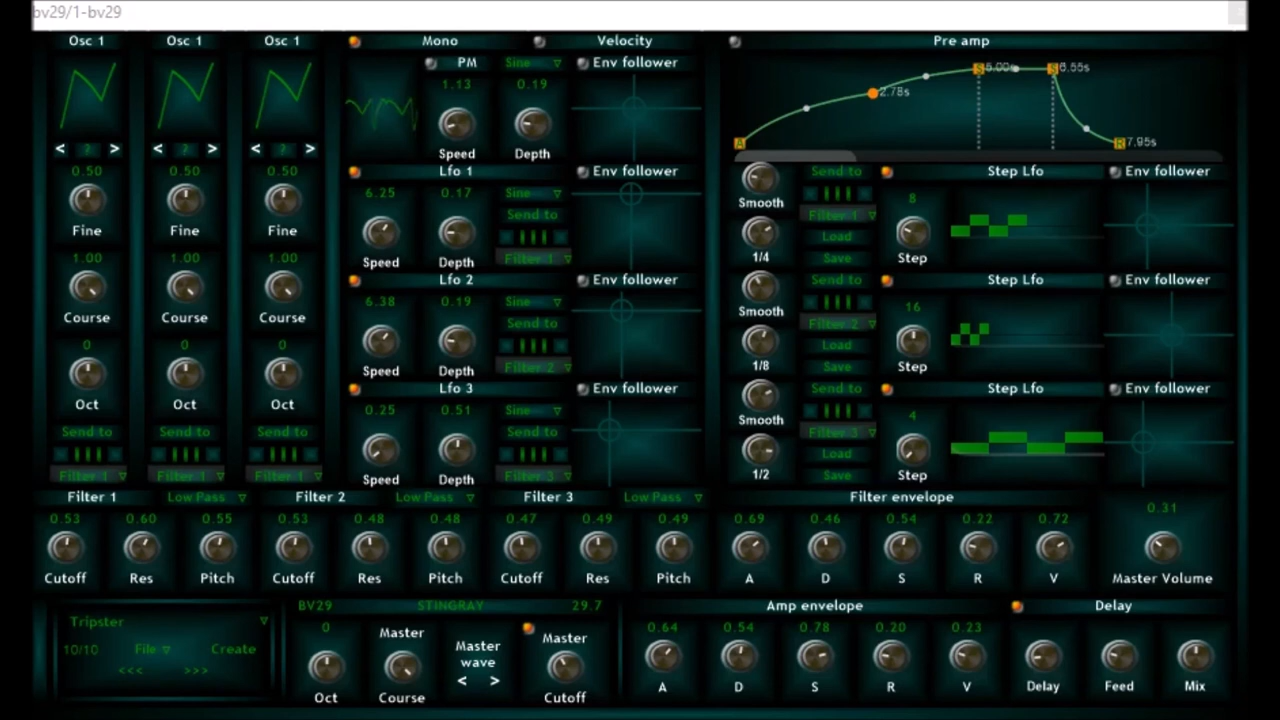 bv29/1-bv29
Osc 1 Osc 1 Osc 1 Mono Velocity Pre amp
PM Sine Env follower
1.13 0.19
5.00s 6.55s
2.78s
Speed Depth
A S S R 7.95s
< ? > < ? > < ? >
Lfo 1 Env follower Send to Step Lfo Env follower
0.50 0.50 0.50
6.25 0.17 Sine 8
Smooth
Fine Fine Fine
Send to Filter 1
Load
Speed Depth Filter 1 1/4 Save Step
1.00 1.00 1.00
Lfo 2 Env follower Send to Step Lfo Env follower
6.38 0.19 Sine 16
Smooth
Course Course Course
Send to Filter 2
Load
0 0 0
Speed Depth Filter 2 1/8 Save Step
Lfo 3 Env follower Send to Step Lfo Env follower
Oct Oct Oct
0.25 0.51 Sine 4
Smooth
Send to Send to Send to Send to Filter 3
Load
Filter 1 Filter 1 Filter 1 Speed Depth Filter 3 1/2 Save Step
Filter 1 Low Pass Filter 2 Low Pass Filter 3 Low Pass Filter envelope
0.31
0.53 0.60 0.55 0.53 0.48 0.48 0.47 0.49 0.49 0.69 0.46 0.54 0.22 0.72
Cutoff Res Pitch Cutoff Res Pitch Cutoff Res Pitch A D S R V Master Volume
BV29 STINGRAY 29.7 Amp envelope Delay
Tripster
0 Master Master 0.64 0.54 0.78 0.20 0.23
10/10 File Create
Master wave
<<< >>>
< >
Oct Course Cutoff A D S R V Delay Feed Mix